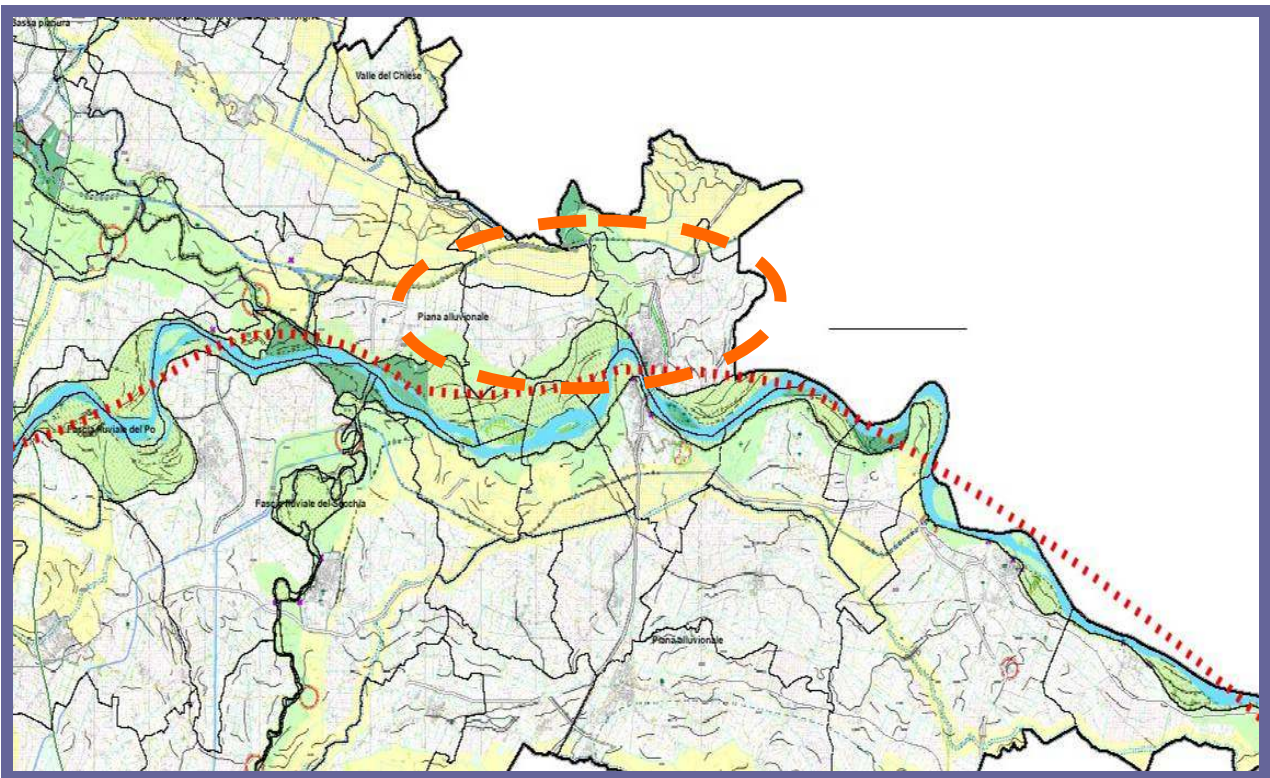 Bassa pianura
Valle del Chiese
Piana alluvionale
Fascia fluviale del Po
Fascia fluviale del Secchia
Piana alluvionale